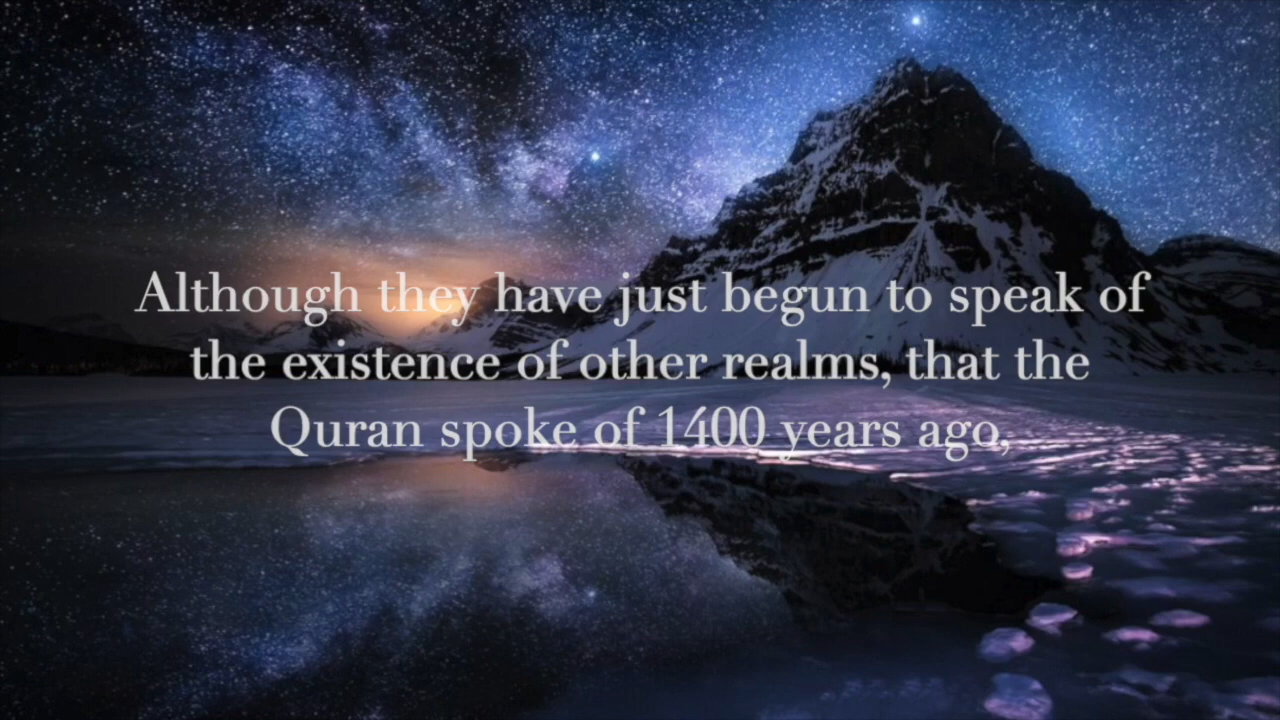 Although they have just begun to speak of
the existence of other realms, that the
Quran spoke of 1400 years ago,